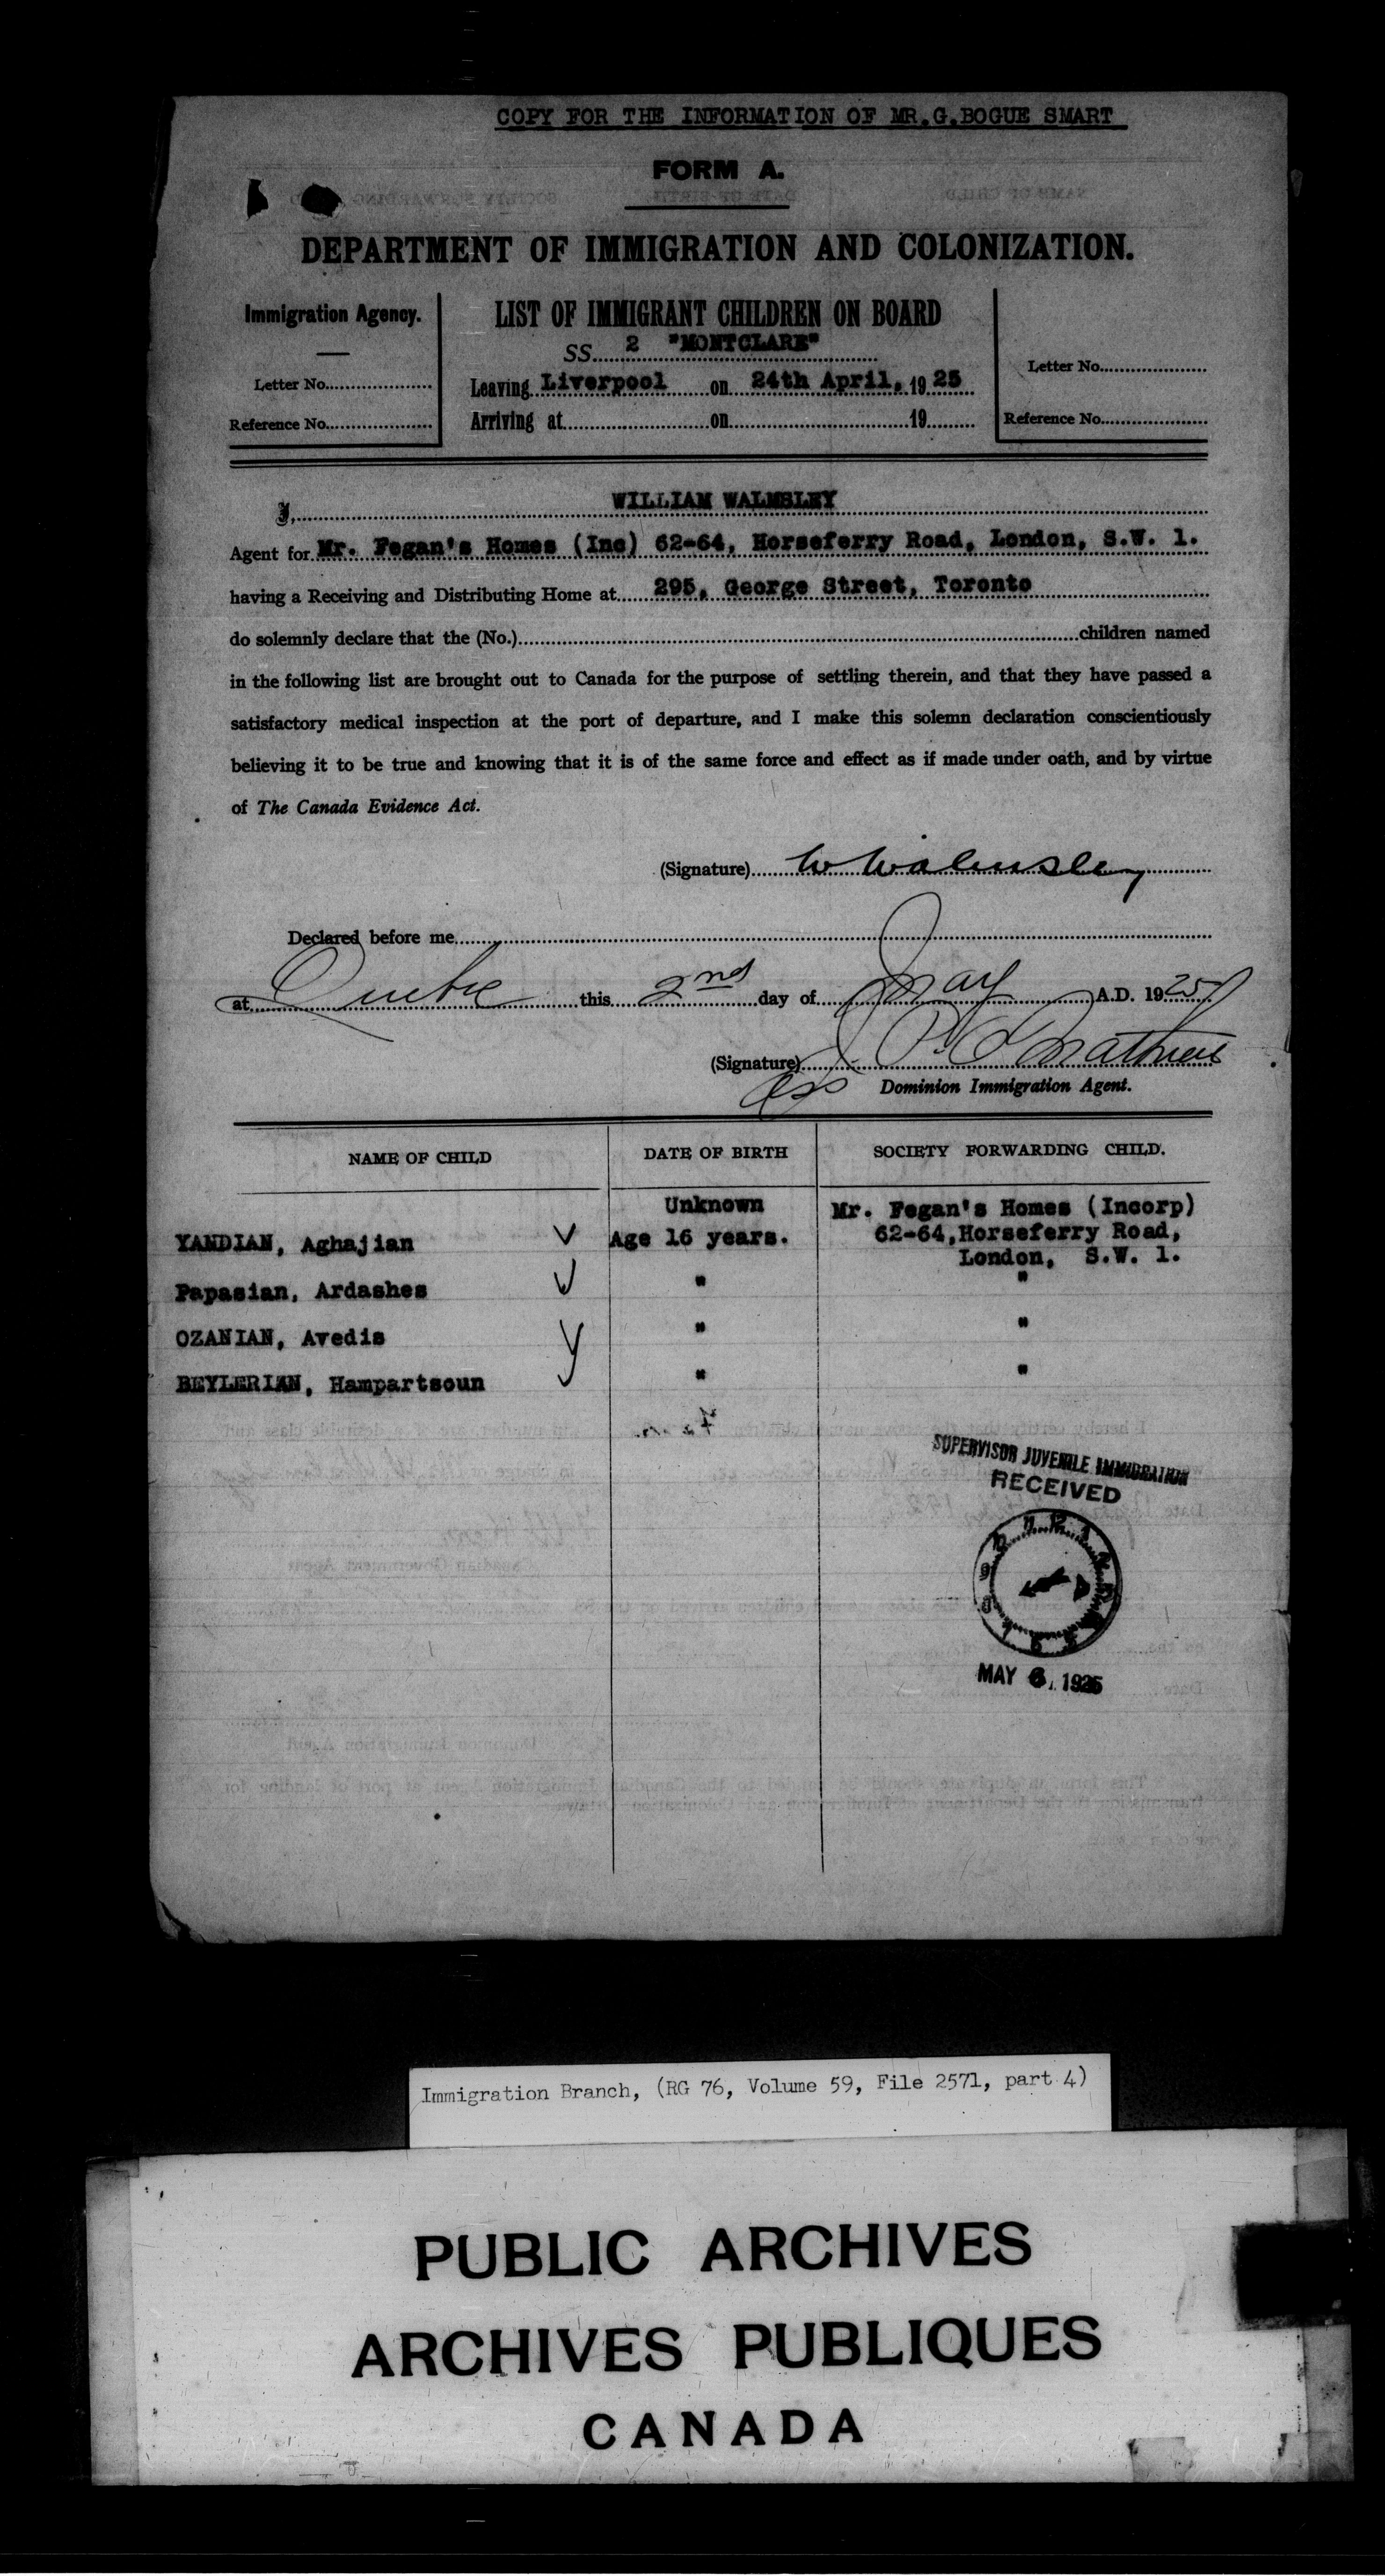 COPY FOR THE INFORMATION OF MR.G.BOGUE SMART
FORM A.
DEPARTMENT OF IMMIGRATION AND COLONIZATION.
Immigration Agency.
Letter No.
Reference No.
LIST OF IMMIGRANT CHILDREN ON BOARD
SS. 2 "MONTCLARE"
Leaving Liverpool on 24th April, 1925
Arriving at on 19
Letter No.
Reference No.
I, WILLIAM WALMSLEY
Agent for Mr. Fegan's Homes (Inc) 62-64, Horseferry Road, London, S.W. 1.
having a Receiving and Distributing Home at 295, George Street, Toronto
do solemnly declare that the (No.) children named
in the following list are brought out to Canada for the purpose of settling therein, and that they have passed a
satisfactory medical inspection at the port of departure, and I make this solemn declaration conscientiously
believing it to be true and knowing that it is of the same force and effect as if made under oath, and by virtue
of The Canada Evidence Act.
(Signature) W Walmsley
Declared before me
at Quebec this 2nd day of May A.D. 1925
(Signature)
Dominion Immigration Agent.
NAME OF CHILD DATE OF BIRTH SOCIETY FORWARDING CHILD.
Unknown Mr. Fegan's Homes (Incorp)
YANDIAN, Aghajian Age 16 years. 62-64, Horseferry Road,
London, S.W. 1.
Papasian, Ardashes " "
OZANIAN, Avedis " "
BEYLERIAN, Hampartsoun " "
SUPERVISOR JUVENILE IMMIGRATION
RECEIVED
MAY 6, 1925
Immigration Branch, (RG 76, Volume 59, File 2571, part 4)
PUBLIC ARCHIVES
ARCHIVES PUBLIQUES
CANADA